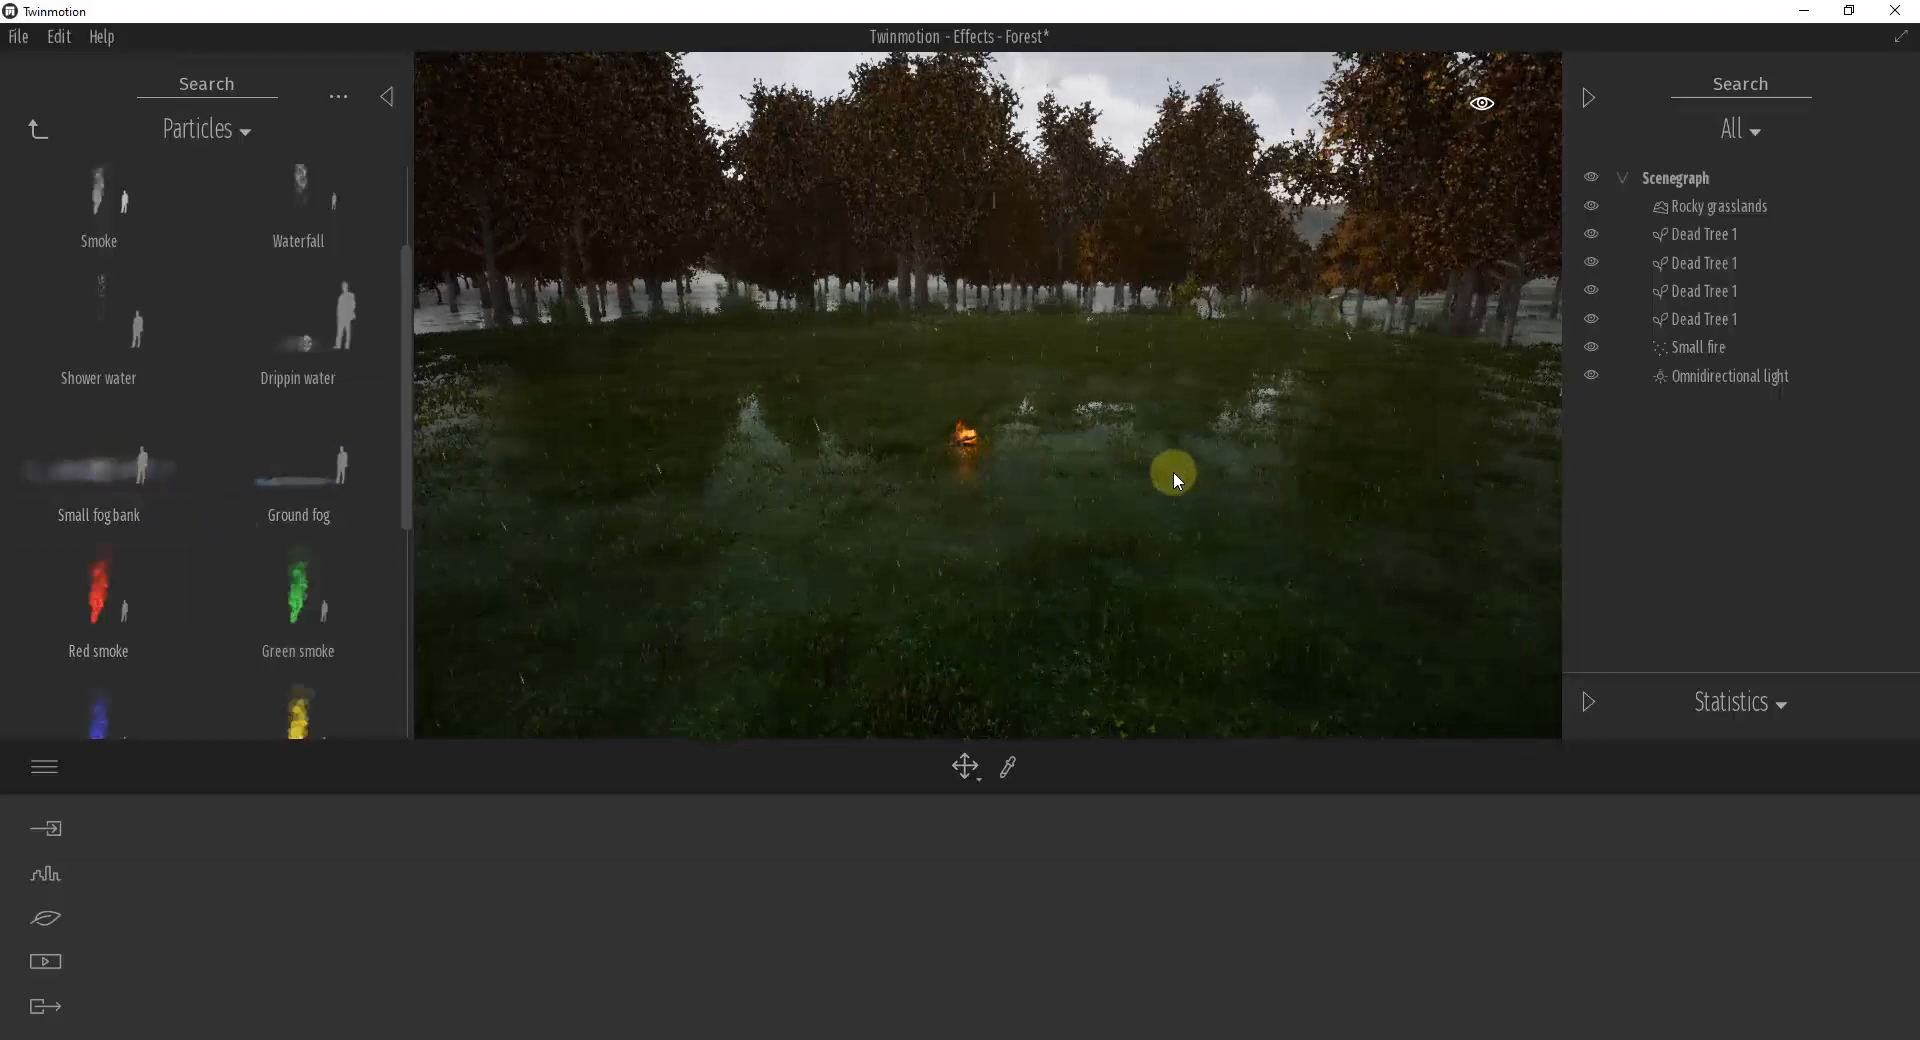 Twinmotion
File Edit Help
Twinmotion - Effects - Forest*
Search
...
Particles
Smoke
Waterfall
Shower water
Drippin water
Small fog bank
Ground fog
Red smoke
Green smoke
Search
All
Scenegraph
Rocky grasslands
Dead Tree 1
Dead Tree 1
Dead Tree 1
Dead Tree 1
Small fire
Omnidirectional light
Statistics